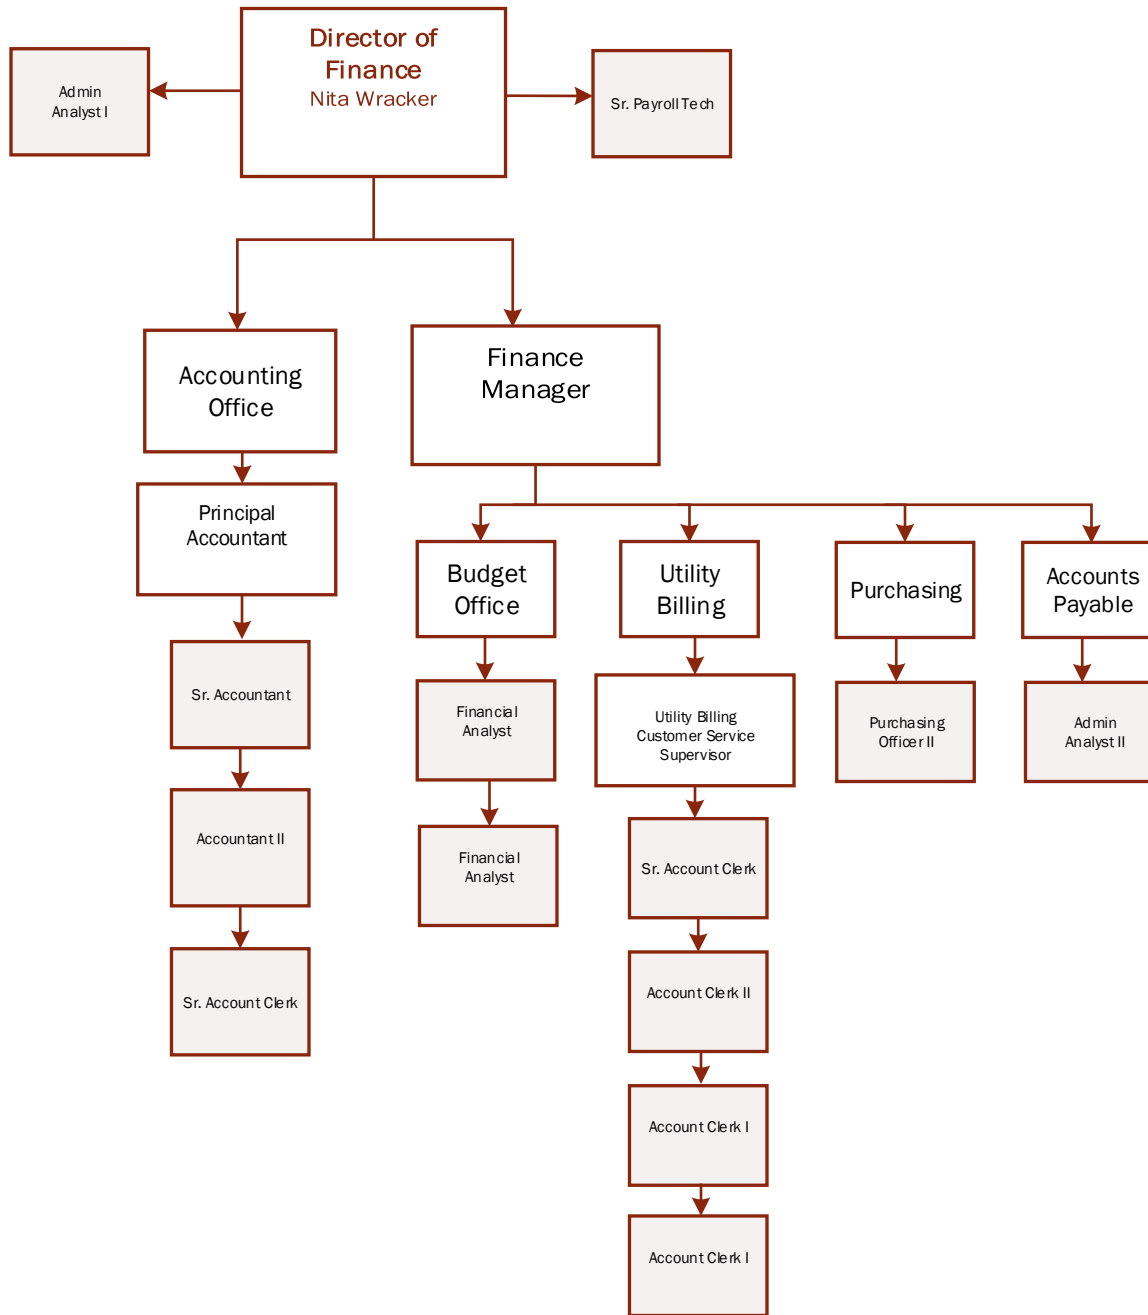 Director of
Finance
Nita Wracker
Admin
Analyst I
Sr. Payroll Tech
Accounting
Office
Finance
Manager
Principal
Accountant
Budget
Office
Utility
Billing
Purchasing
Accounts
Payable
Sr. Accountant
Financial
Analyst
Utility Billing
Customer Service
Supervisor
Purchasing
Officer II
Admin
Analyst II
Accountant II
Financial
Analyst
Sr. Account Clerk
Sr. Account Clerk
Account Clerk II
Account Clerk I
Account Clerk I